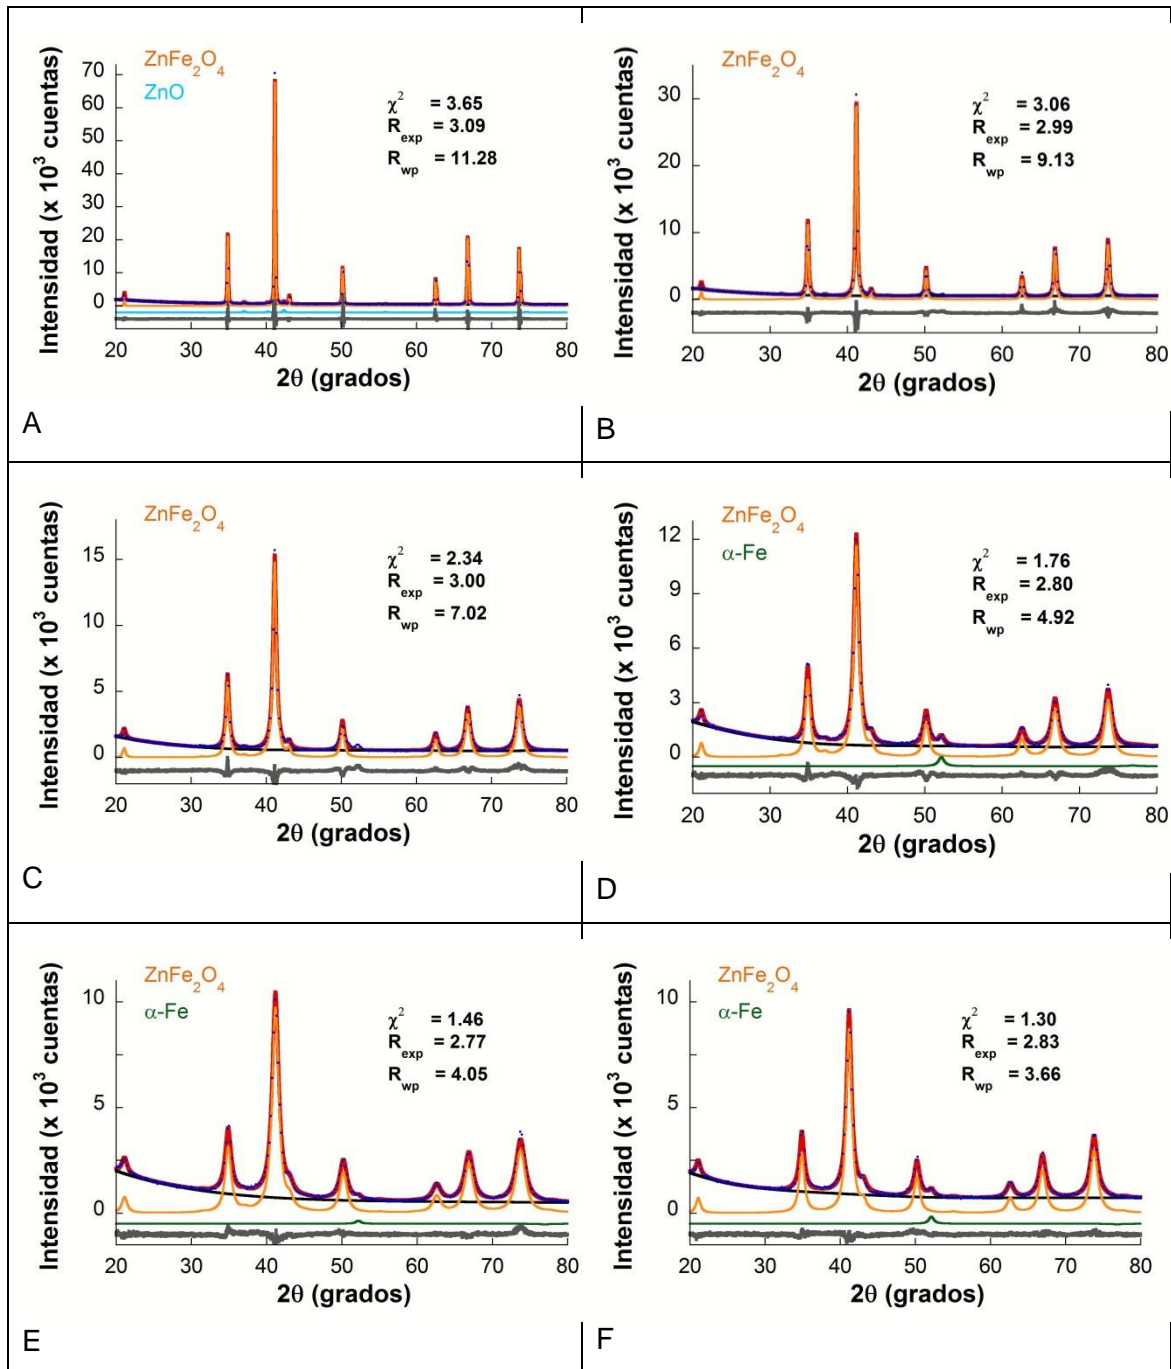 ZnFe2O4
ZnO
χ2 = 3.65
Rexp = 3.09
Rwp = 11.28
Intensidad (x 103 cuentas)
70
60
50
40
30
20
10
0
20 30 40 50 60 70 80
2θ (grados)
A
ZnFe2O4
χ2 = 3.06
Rexp = 2.99
Rwp = 9.13
Intensidad (x 103 cuentas)
30
20
10
0
20 30 40 50 60 70 80
2θ (grados)
B
ZnFe2O4
χ2 = 2.34
Rexp = 3.00
Rwp = 7.02
Intensidad (x 103 cuentas)
15
10
5
0
20 30 40 50 60 70 80
2θ (grados)
C
ZnFe2O4
α-Fe
χ2 = 1.76
Rexp = 2.80
Rwp = 4.92
Intensidad (x 103 cuentas)
12
9
6
3
0
20 30 40 50 60 70 80
2θ (grados)
D
ZnFe2O4
α-Fe
χ2 = 1.46
Rexp = 2.77
Rwp = 4.05
Intensidad (x 103 cuentas)
10
5
0
20 30 40 50 60 70 80
2θ (grados)
E
ZnFe2O4
α-Fe
χ2 = 1.30
Rexp = 2.83
Rwp = 3.66
Intensidad (x 103 cuentas)
10
5
0
20 30 40 50 60 70 80
2θ (grados)
F